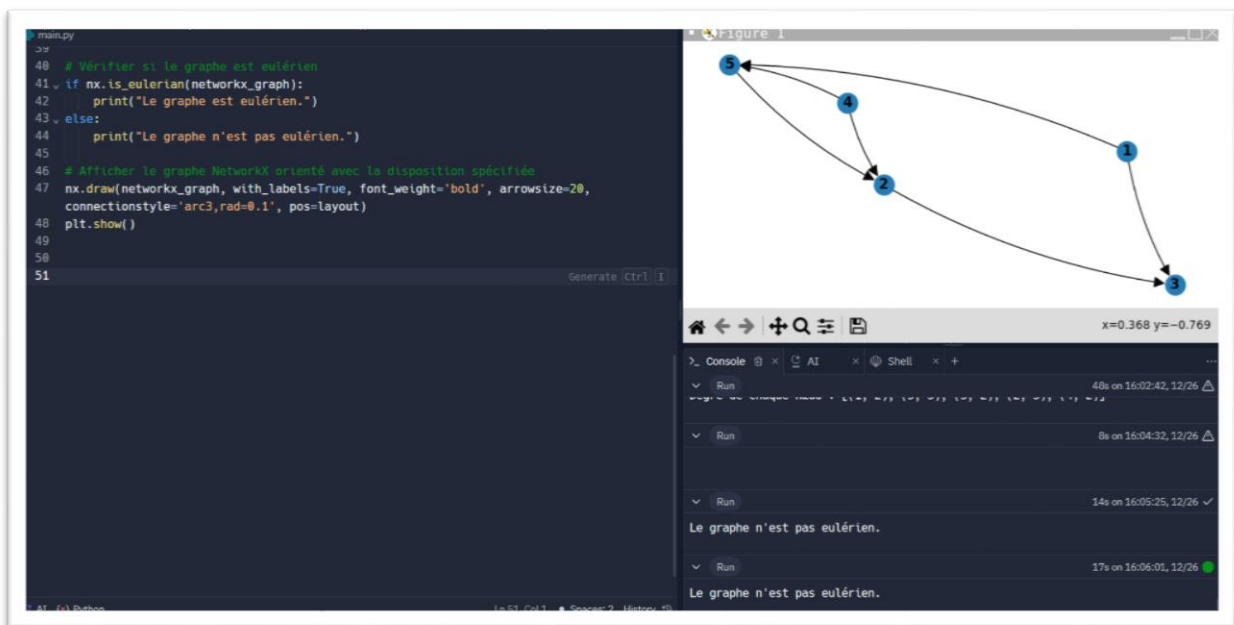 main.py
39
40 # Vérifier si le graphe est eulérien
41 if nx.is_eulerian(networkx_graph):
42 print("Le graphe est eulérien.")
43 else:
44 print("Le graphe n'est pas eulérien.")
45
46 # Afficher le graphe NetworkX orienté avec la disposition spécifiée
47 nx.draw(networkx_graph, with_labels=True, font_weight='bold', arrowsize=20,
connectionstyle='arc3,rad=0.1', pos=layout)
48 plt.show()
49
50
51 Generate Ctrl I
AI {x} Python Ln 51, Col 1 • Spaces: 2 History
Figure 1
5
4
1
2
3
x=0.368 y=−0.769
>_ Console × AI × Shell × +
Run 48s on 16:02:42, 12/26
Run 8s on 16:04:32, 12/26
Run 14s on 16:05:25, 12/26
Le graphe n'est pas eulérien.
Run 17s on 16:06:01, 12/26
Le graphe n'est pas eulérien.